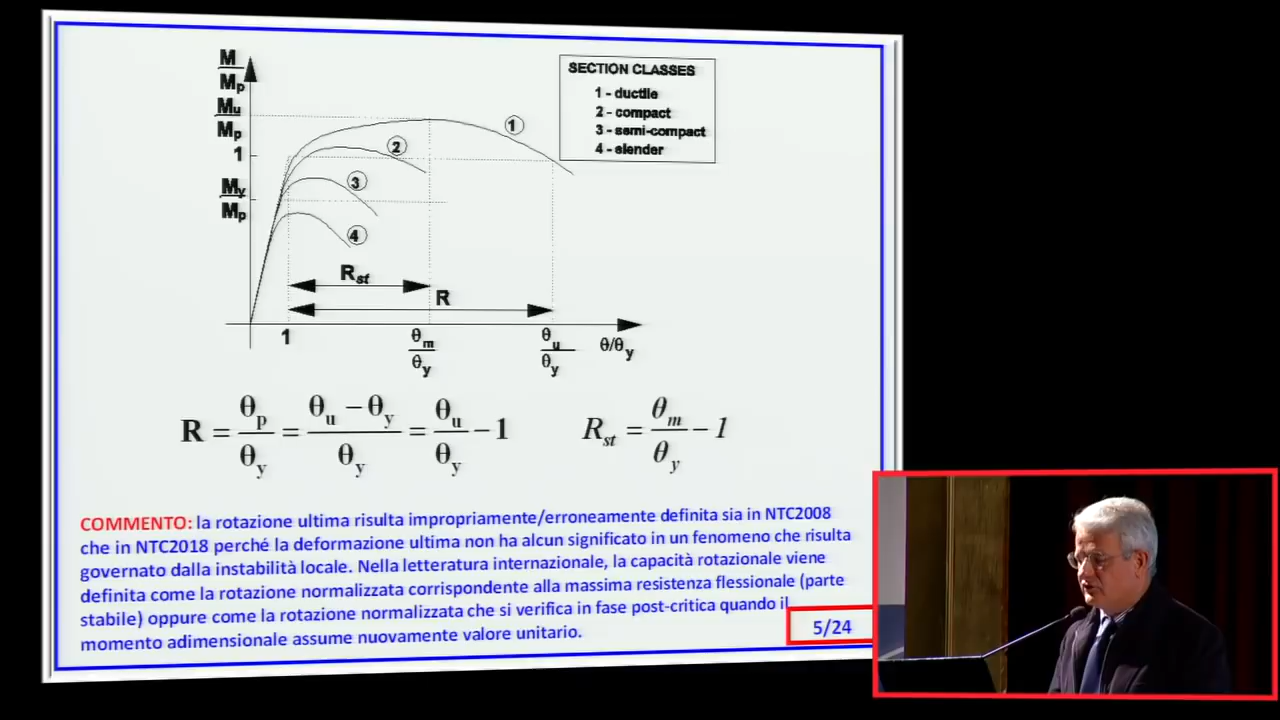 M
Mp
Mu
Mp
1
My
Mp
SECTION CLASSES
1 - ductile
2 - compact
3 - semi-compact
4 - slender
1
2
3
4
Rst
R
1
θm
θy
θu
θy
θ/θy
R = θp/θy = (θu − θy)/θy = θu/θy − 1
Rst = θm/θy − 1
COMMENTO: la rotazione ultima risulta impropriamente/erroneamente definita sia in NTC2008
che in NTC2018 perché la deformazione ultima non ha alcun significato in un fenomeno che risulta
governato dalla instabilità locale. Nella letteratura internazionale, la capacità rotazionale viene
definita come la rotazione normalizzata corrispondente alla massima resistenza flessionale (parte
stabile) oppure come la rotazione normalizzata che si verifica in fase post-critica quando il
momento adimensionale assume nuovamente valore unitario.
5/24